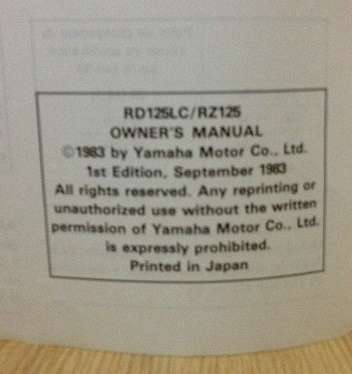 RD125LC/RZ125
OWNER'S MANUAL
©1983 by Yamaha Motor Co., Ltd.
1st Edition, September 1983
All rights reserved. Any reprinting or
unauthorized use without the written
permission of Yamaha Motor Co., Ltd.
is expressly prohibited.
Printed in Japan